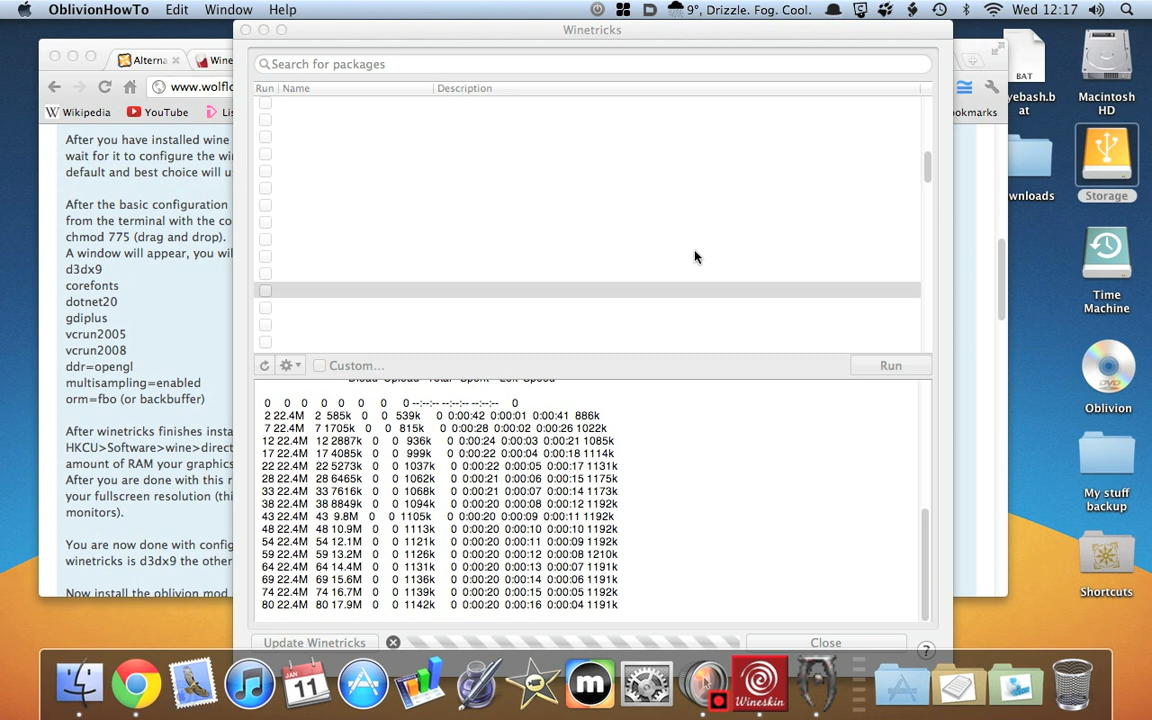 OblivionHowTo Edit Window Help 9°, Drizzle. Fog. Cool. Wed 12:17
Winetricks
Search for packages
Run Name Description
Alterna
Wine
www.wolflo
Wikipedia YouTube Lis
okmarks
After you have installed wine
wait for it to configure the wi
default and best choice will u
After the basic configuration
from the terminal with the co
chmod 775 (drag and drop).
A window will appear, you wil
d3dx9
corefonts
dotnet20
gdiplus
vcrun2005
vcrun2008
ddr=opengl
multisampling=enabled
orm=fbo (or backbuffer)
After winetricks finishes insta
HKCU>Software>wine>direct
amount of RAM your graphics
After you are done with this r
your fullscreen resolution (thi
monitors).
You are now done with config
winetricks is d3dx9 the other
Now install the oblivion mod
Custom... Run
Dload Upload Total Spent Left Speed
0 0 0 0 0 0 0 0 --:--:-- --:--:-- --:--:-- 0
2 22.4M 2 585k 0 0 539k 0 0:00:42 0:00:01 0:00:41 886k
7 22.4M 7 1705k 0 0 815k 0 0:00:28 0:00:02 0:00:26 1022k
12 22.4M 12 2887k 0 0 936k 0 0:00:24 0:00:03 0:00:21 1085k
17 22.4M 17 4085k 0 0 999k 0 0:00:22 0:00:04 0:00:18 1114k
22 22.4M 22 5273k 0 0 1037k 0 0:00:22 0:00:05 0:00:17 1131k
28 22.4M 28 6465k 0 0 1062k 0 0:00:21 0:00:06 0:00:15 1175k
33 22.4M 33 7616k 0 0 1068k 0 0:00:21 0:00:07 0:00:14 1173k
38 22.4M 38 8849k 0 0 1094k 0 0:00:20 0:00:08 0:00:12 1192k
43 22.4M 43 9.8M 0 0 1105k 0 0:00:20 0:00:09 0:00:11 1192k
48 22.4M 48 10.9M 0 0 1113k 0 0:00:20 0:00:10 0:00:10 1192k
54 22.4M 54 12.1M 0 0 1121k 0 0:00:20 0:00:11 0:00:09 1192k
59 22.4M 59 13.2M 0 0 1126k 0 0:00:20 0:00:12 0:00:08 1210k
64 22.4M 64 14.4M 0 0 1131k 0 0:00:20 0:00:13 0:00:07 1191k
69 22.4M 69 15.6M 0 0 1136k 0 0:00:20 0:00:14 0:00:06 1191k
74 22.4M 74 16.7M 0 0 1139k 0 0:00:20 0:00:15 0:00:05 1192k
80 22.4M 80 17.9M 0 0 1142k 0 0:00:20 0:00:16 0:00:04 1191k
Update Winetricks Close ?
BAT
yebash.b
at
wnloads
Macintosh
HD
Storage
Time
Machine
DVD
Oblivion
My stuff
backup
Shortcuts
JAN
11
m
Wineskin